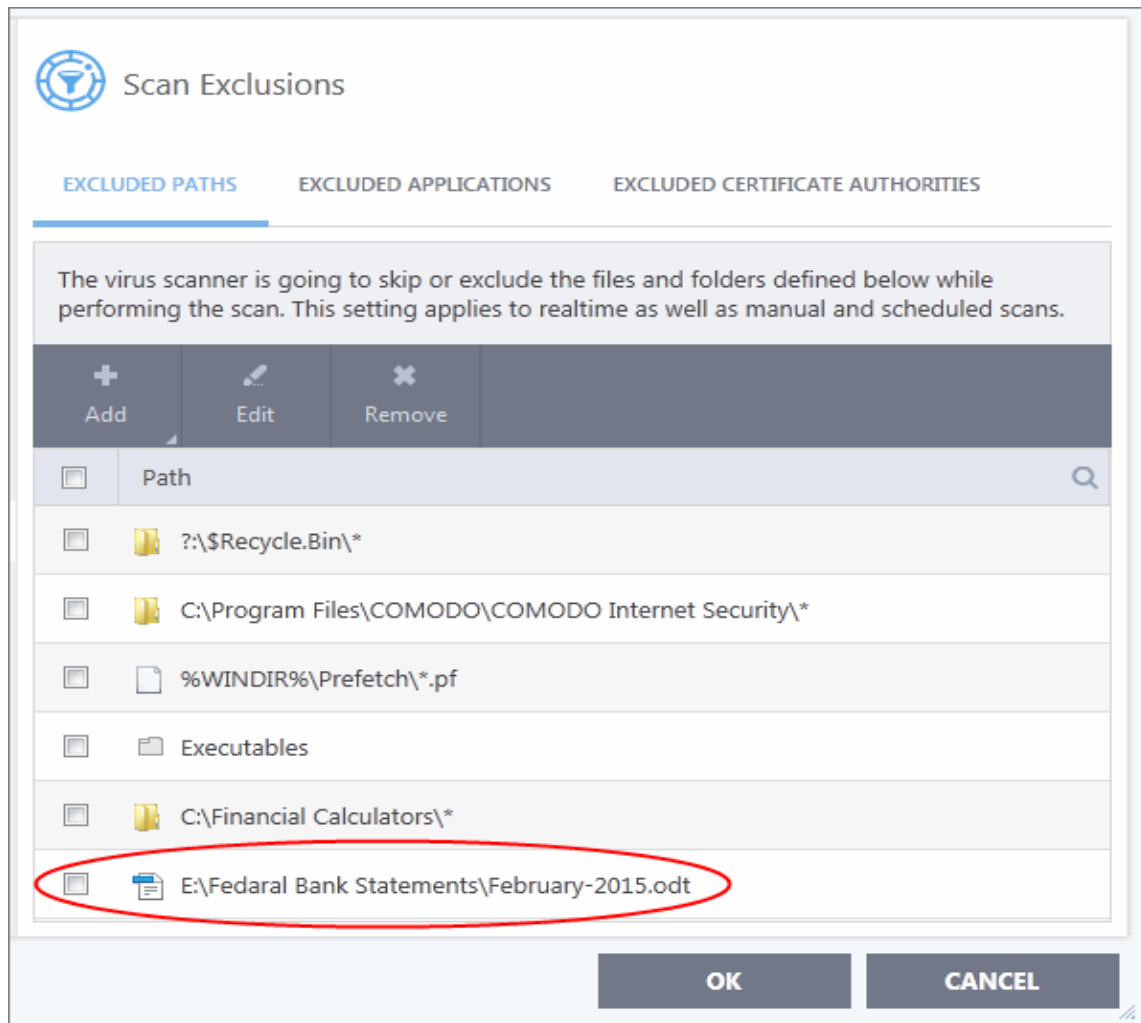 Scan Exclusions
EXCLUDED PATHS EXCLUDED APPLICATIONS EXCLUDED CERTIFICATE AUTHORITIES
The virus scanner is going to skip or exclude the files and folders defined below while
performing the scan. This setting applies to realtime as well as manual and scheduled scans.
Add Edit Remove
Path
?:\$Recycle.Bin\*
C:\Program Files\COMODO\COMODO Internet Security\*
%WINDIR%\Prefetch\*.pf
Executables
C:\Financial Calculators\*
E:\Fedaral Bank Statements\February-2015.odt
OK CANCEL